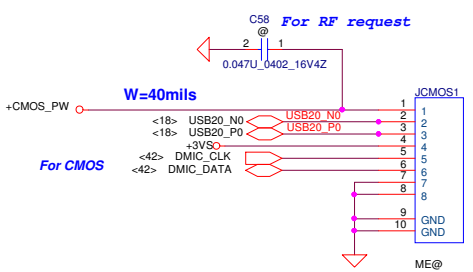 C58
For RF request
@
2
1
0.047U_0402_16V4Z
JCMOS1
W=40mils
+CMOS_PW
1
1
<18>
USB20_N0
USB20_N0
2
2
<18>
USB20_P0
USB20_P0
3
3
+3VS
4
4
For CMOS
<42>
DMIC_CLK
5
5
<42>
DMIC_DATA
6
6
7
7
8
8
9
GND
10
GND
ME@